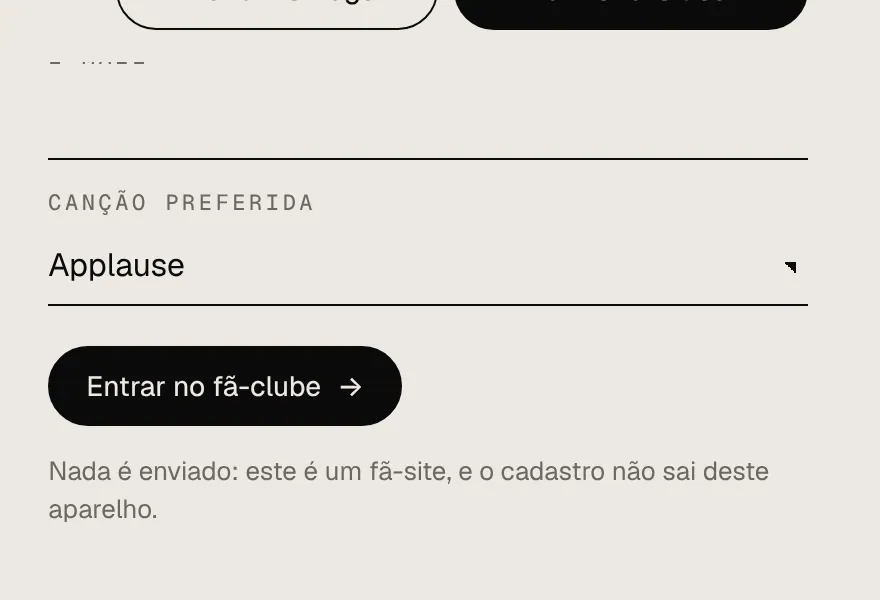 CANÇÃO PREFERIDA
Applause
Entrar no fã-clube →
Nada é enviado: este é um fã-site, e o cadastro não sai deste
aparelho.